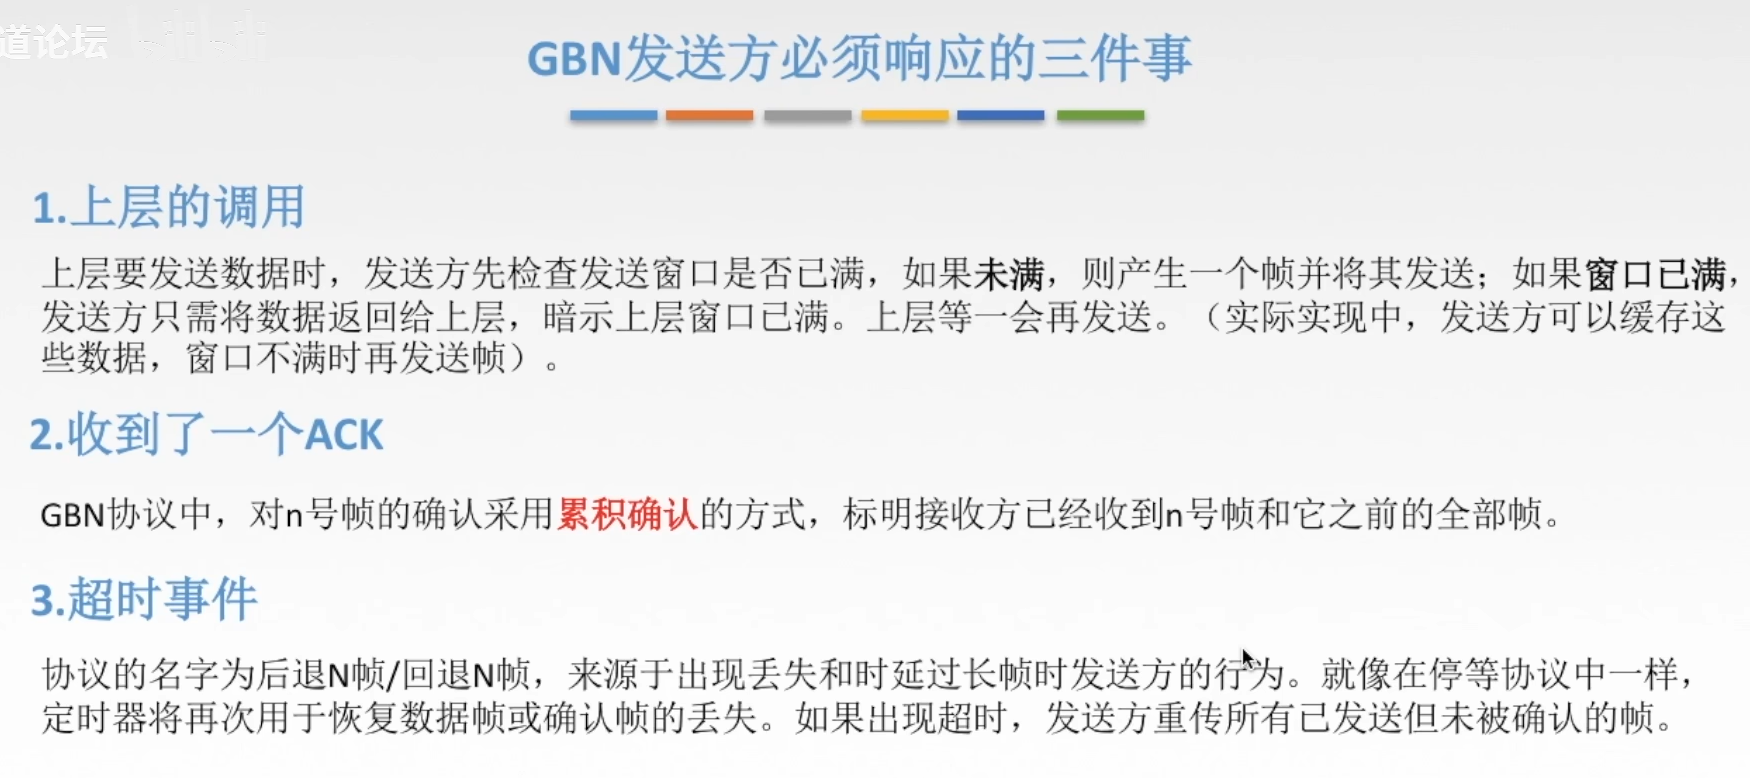 道论坛
GBN发送方必须响应的三件事
1.上层的调用
上层要发送数据时，发送方先检查发送窗口是否已满，如果未满，则产生一个帧并将其发送；如果窗口已满，
发送方只需将数据返回给上层，暗示上层窗口已满。上层等一会再发送。（实际实现中，发送方可以缓存这
些数据，窗口不满时再发送帧）。
2.收到了一个ACK
GBN协议中，对n号帧的确认采用累积确认的方式，标明接收方已经收到n号帧和它之前的全部帧。
3.超时事件
协议的名字为后退N帧/回退N帧，来源于出现丢失和时延过长帧时发送方的行为。就像在停等协议中一样，
定时器将再次用于恢复数据帧或确认帧的丢失。如果出现超时，发送方重传所有已发送但未被确认的帧。